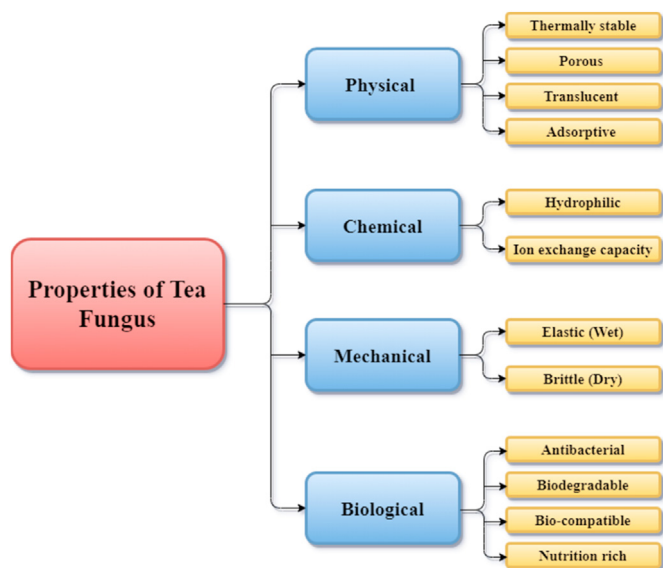 Properties of Tea
Fungus
Physical
Thermally stable
Porous
Translucent
Adsorptive
Chemical
Hydrophilic
Ion exchange capacity
Mechanical
Elastic (Wet)
Brittle (Dry)
Biological
Antibacterial
Biodegradable
Bio-compatible
Nutrition rich